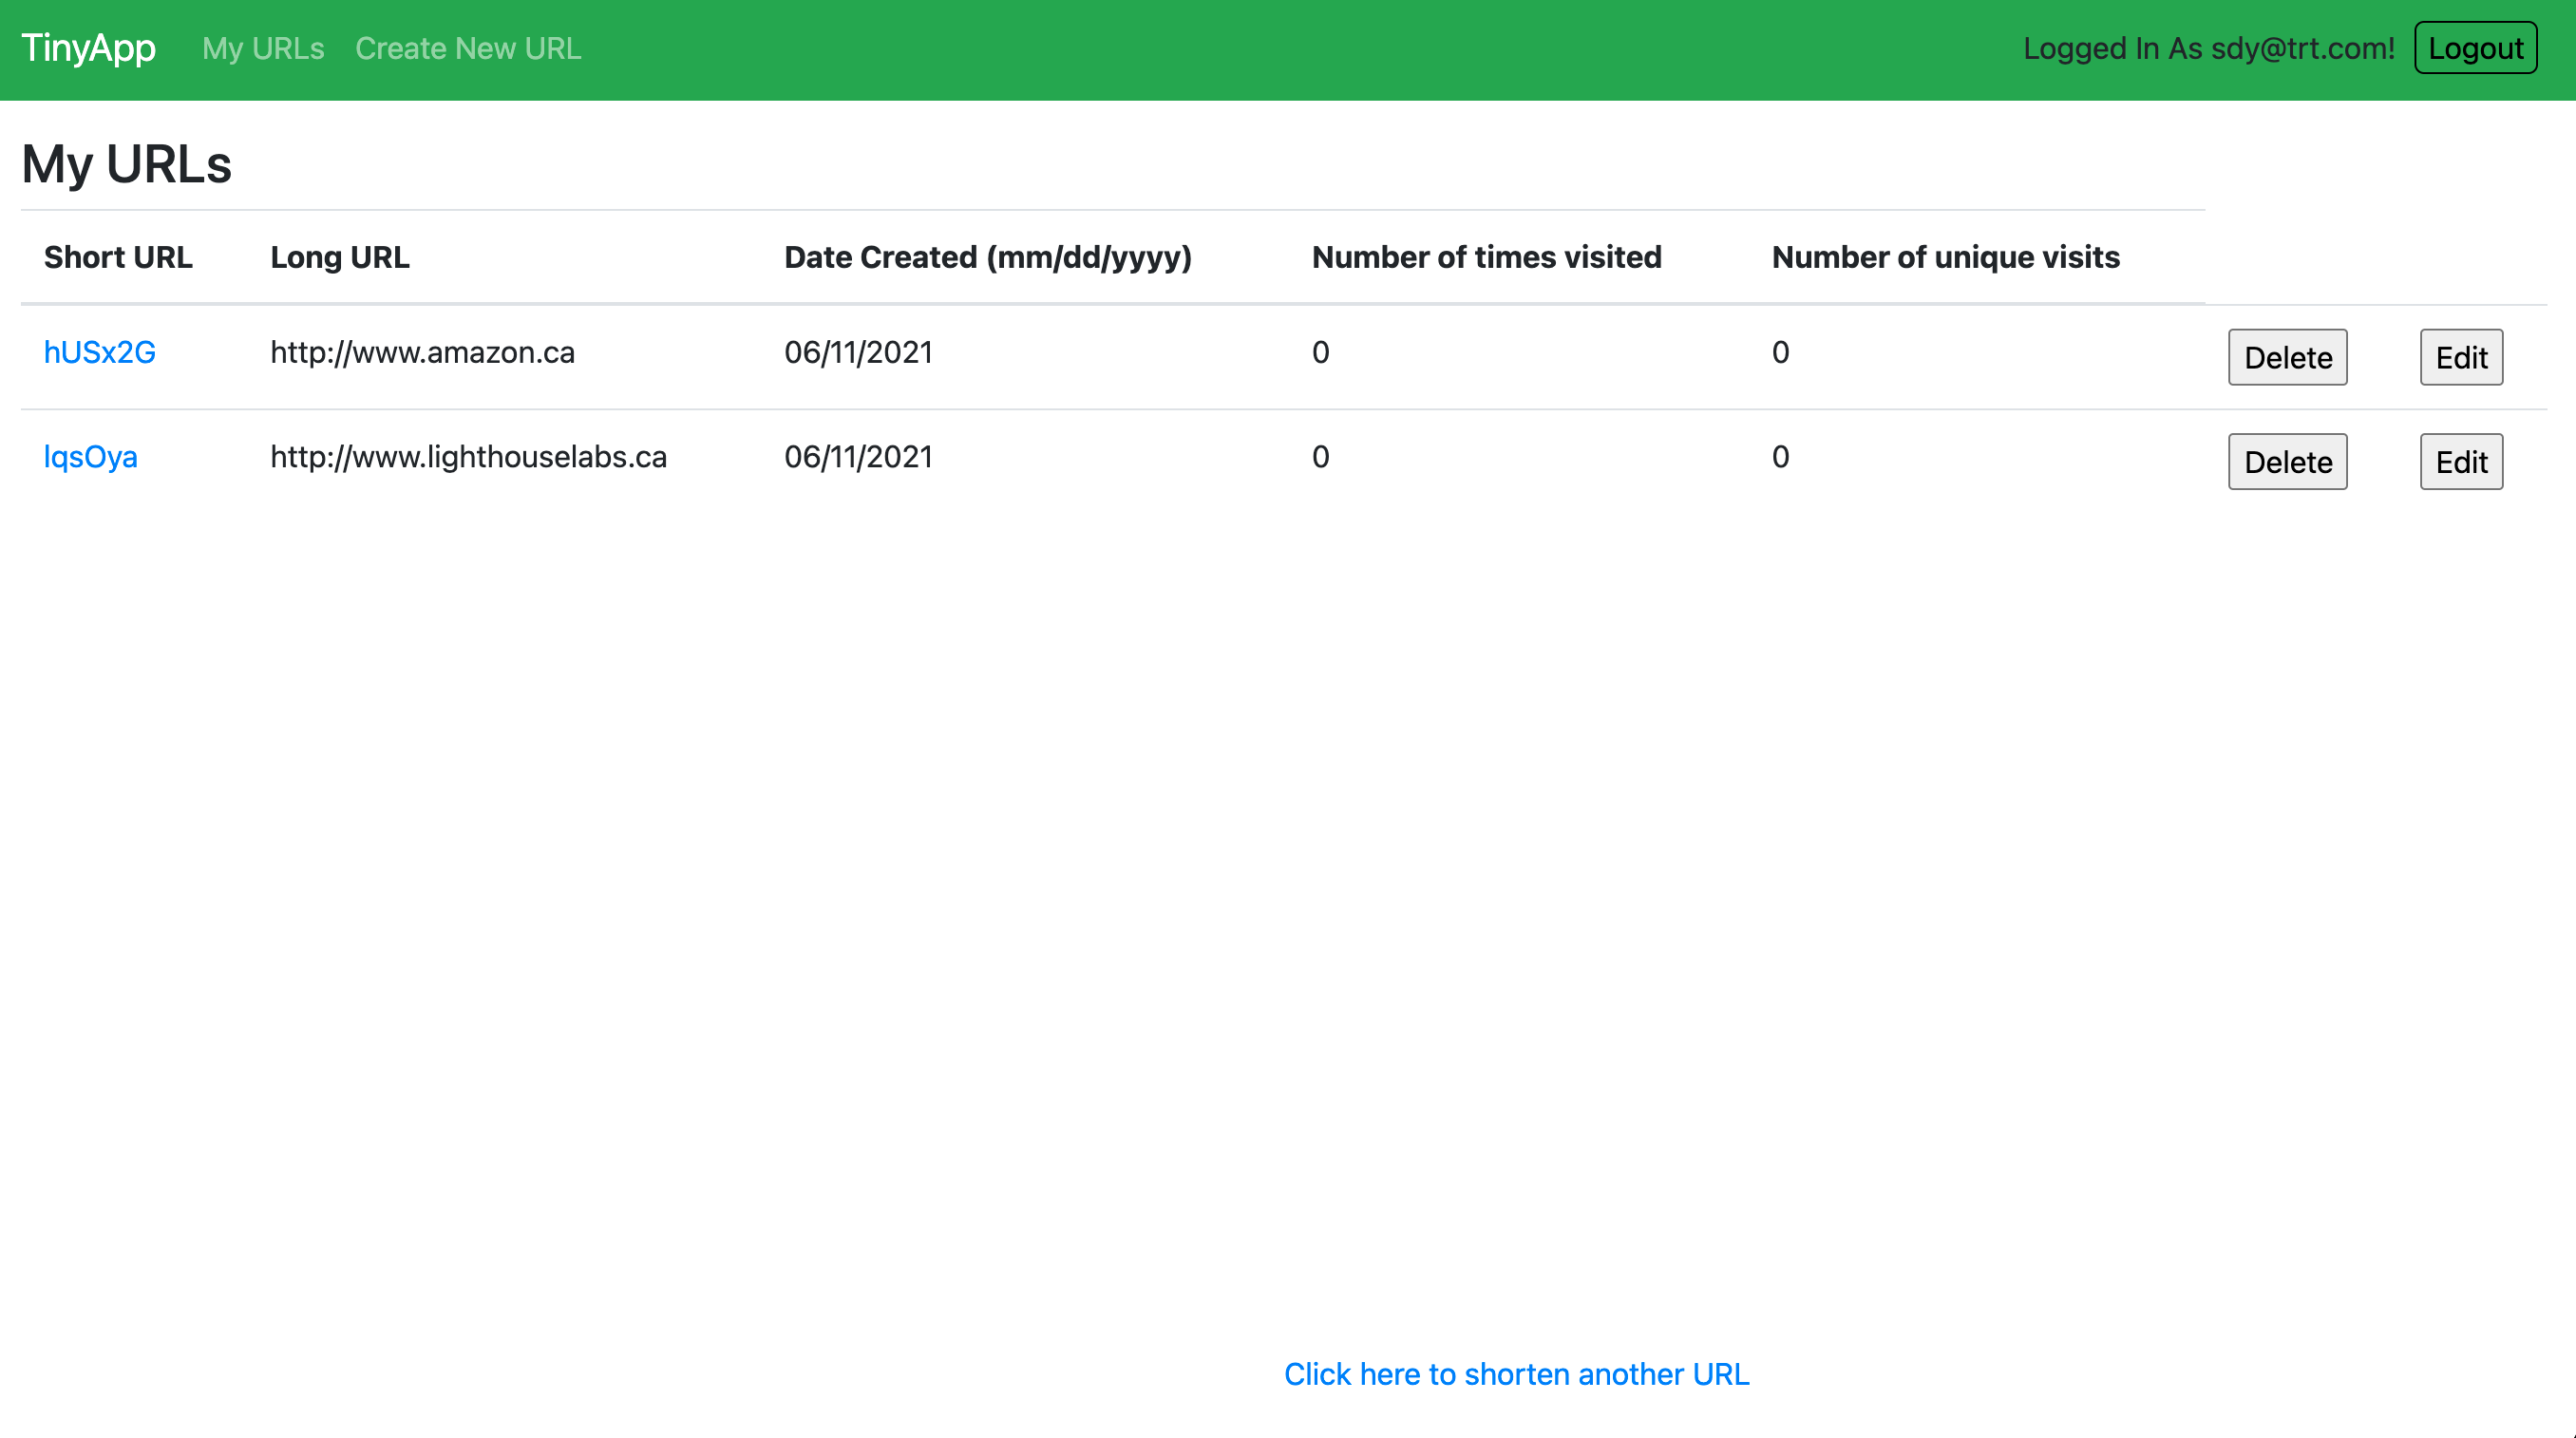 TinyApp My URLs Create New URL Logged In As sdy@trt.com! Logout
My URLs
Short URL Long URL Date Created (mm/dd/yyyy) Number of times visited Number of unique visits
hUSx2G http://www.amazon.ca 06/11/2021 0 0 Delete Edit
lqsOya http://www.lighthouselabs.ca 06/11/2021 0 0 Delete Edit
Click here to shorten another URL